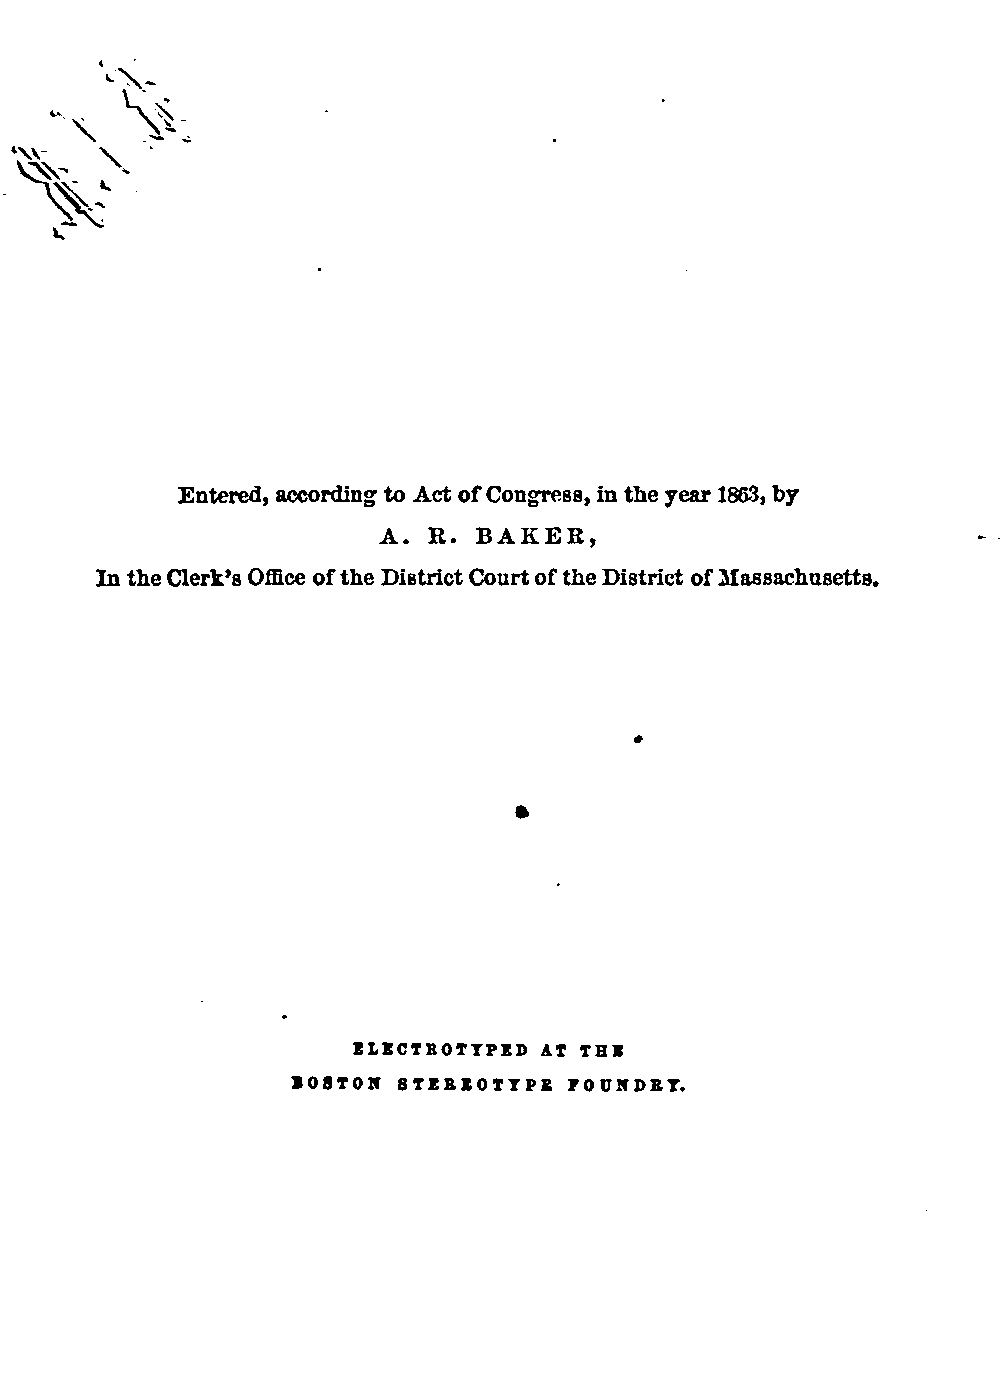 Entered, according to Act of Congress, in the year 1863, by
A. R. BAKER,
In the Clerk's Office of the District Court of the District of Massachusetts.
ELECTROTYPED AT THE
BOSTON STEREOTYPE FOUNDRY.